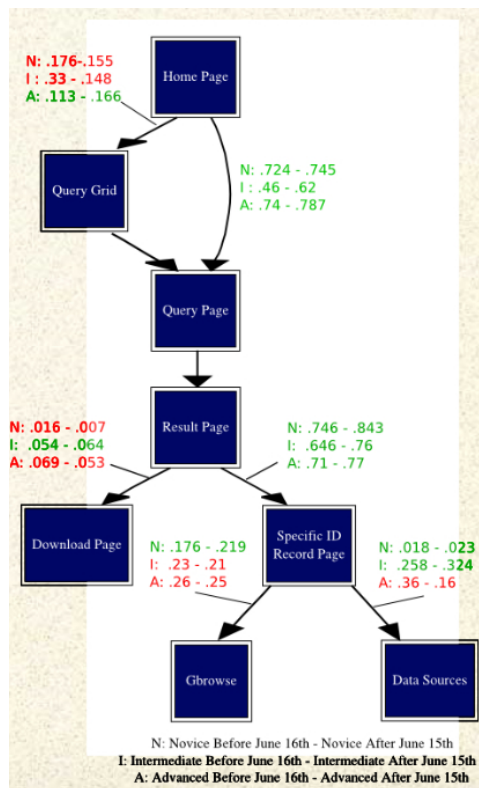 Home Page
N: .176-.155
I : .33 - .148
A: .113 - .166
Query Grid
N: .724 - .745
I : .46 - .62
A: .74 - .787
Query Page
Result Page
N: .016 - .007
I: .054 - .064
A: .069 - .053
N: .746 - .843
I: .646 - .76
A: .71 - .77
Download Page
Specific ID
Record Page
N: .176 - .219
I: .23 - .21
A: .26 - .25
N: .018 - .023
I: .258 - .324
A: .36 - .16
Gbrowse
Data Sources
N: Novice Before June 16th - Novice After June 15th
I: Intermediate Before June 16th - Intermediate After June 15th
A: Advanced Before June 16th - Advanced After June 15th